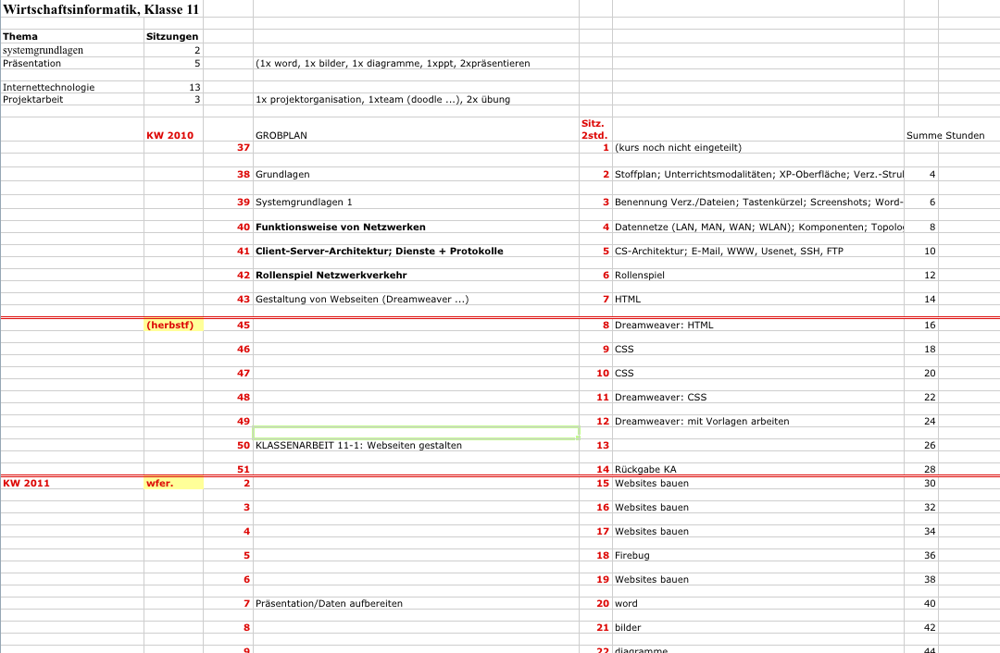 Wirtschaftsinformatik, Klasse 11
Thema Sitzungen
systemgrundlagen 2
Präsentation 5 (1x word, 1x bilder, 1x diagramme, 1xppt, 2xpräsentieren
Internettechnologie 13
Projektarbeit 3 1x projektorganisation, 1xteam (doodle ...), 2x übung
Sitz.
KW 2010 GROBPLAN 2std. Summe Stunden
37 1 (kurs noch nicht eingeteilt)
38 Grundlagen 2 Stoffplan; Unterrichtsmodalitäten; XP-Oberfläche; Verz.-Stru 4
39 Systemgrundlagen 1 3 Benennung Verz./Dateien; Tastenkürzel; Screenshots; Word- 6
40 Funktionsweise von Netzwerken 4 Datennetze (LAN, MAN, WAN; WLAN); Komponenten; Topolo 8
41 Client-Server-Architektur; Dienste + Protokolle 5 CS-Architektur; E-Mail, WWW, Usenet, SSH, FTP 10
42 Rollenspiel Netzwerkverkehr 6 Rollenspiel 12
43 Gestaltung von Webseiten (Dreamweaver ...) 7 HTML 14
(herbstf) 45 8 Dreamweaver: HTML 16
46 9 CSS 18
47 10 CSS 20
48 11 Dreamweaver: CSS 22
49 12 Dreamweaver: mit Vorlagen arbeiten 24
50 KLASSENARBEIT 11-1: Webseiten gestalten 13 26
51 14 Rückgabe KA 28
KW 2011 wfer. 2 15 Websites bauen 30
3 16 Websites bauen 32
4 17 Websites bauen 34
5 18 Firebug 36
6 19 Websites bauen 38
7 Präsentation/Daten aufbereiten 20 word 40
8 21 bilder 42
9 22 diagramme 44